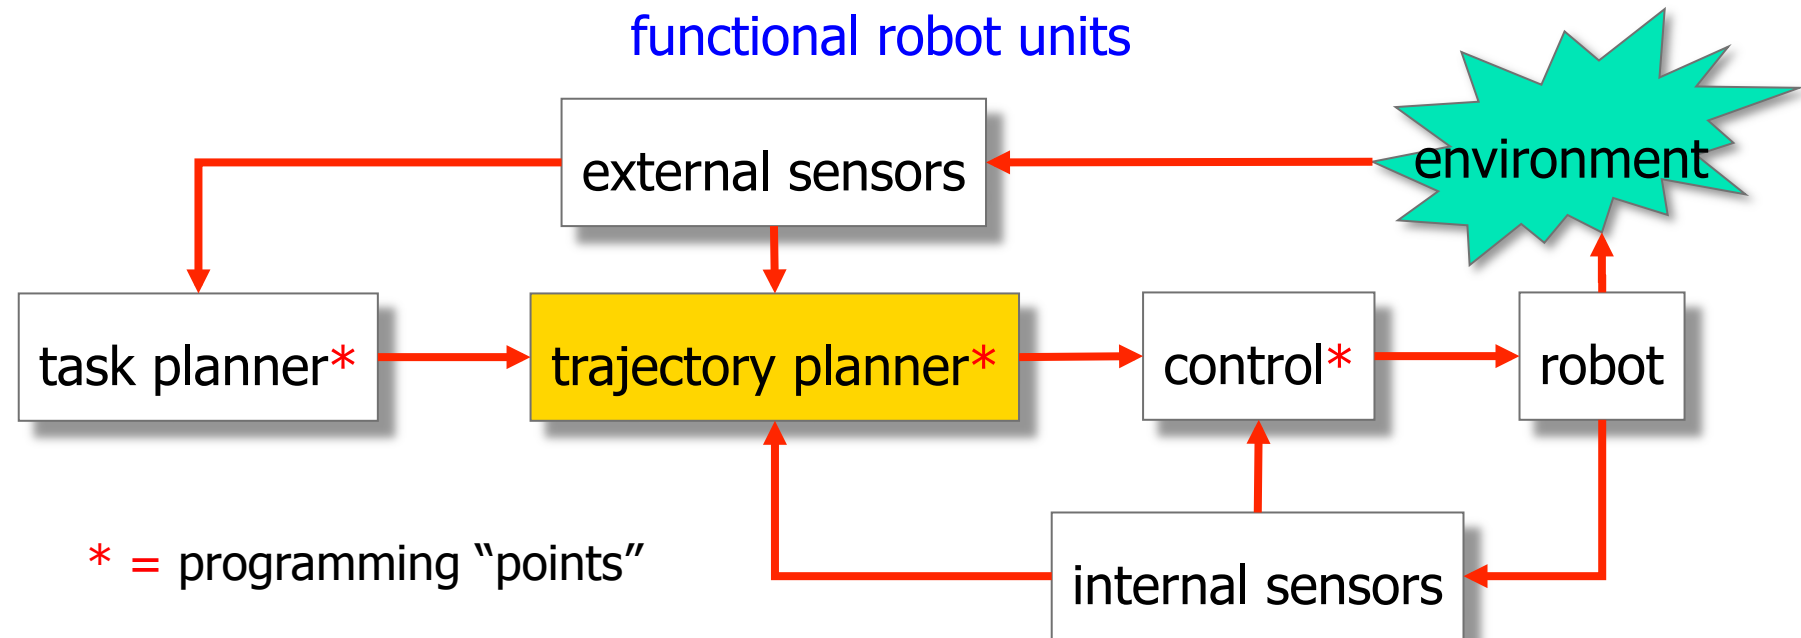 functional robot units
external sensors
environment
task planner*
trajectory planner*
control*
robot
* = programming “points”
internal sensors